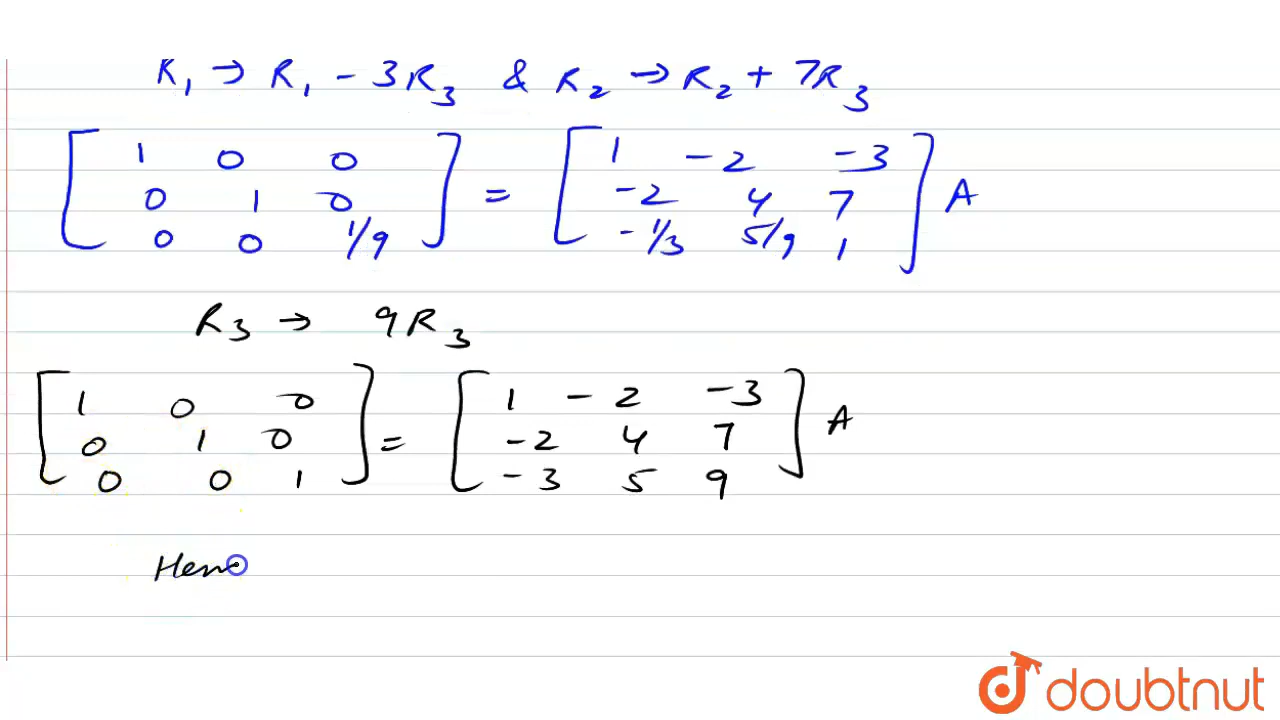 R₁ → R₁ - 3R₃ & R₂ → R₂ + 7R₃
[ 1 0 0 ] = [ 1 -2 -3 ] A
[ 0 1 0 ] [ -2 4 7 ]
[ 0 0 1/9 ] [ -1/3 5/9 1 ]
R₃ → 9R₃
[ 1 0 0 ] = [ 1 -2 -3 ] A
[ 0 1 0 ] [ -2 4 7 ]
[ 0 0 1 ] [ -3 5 9 ]
Hen
doubtnut